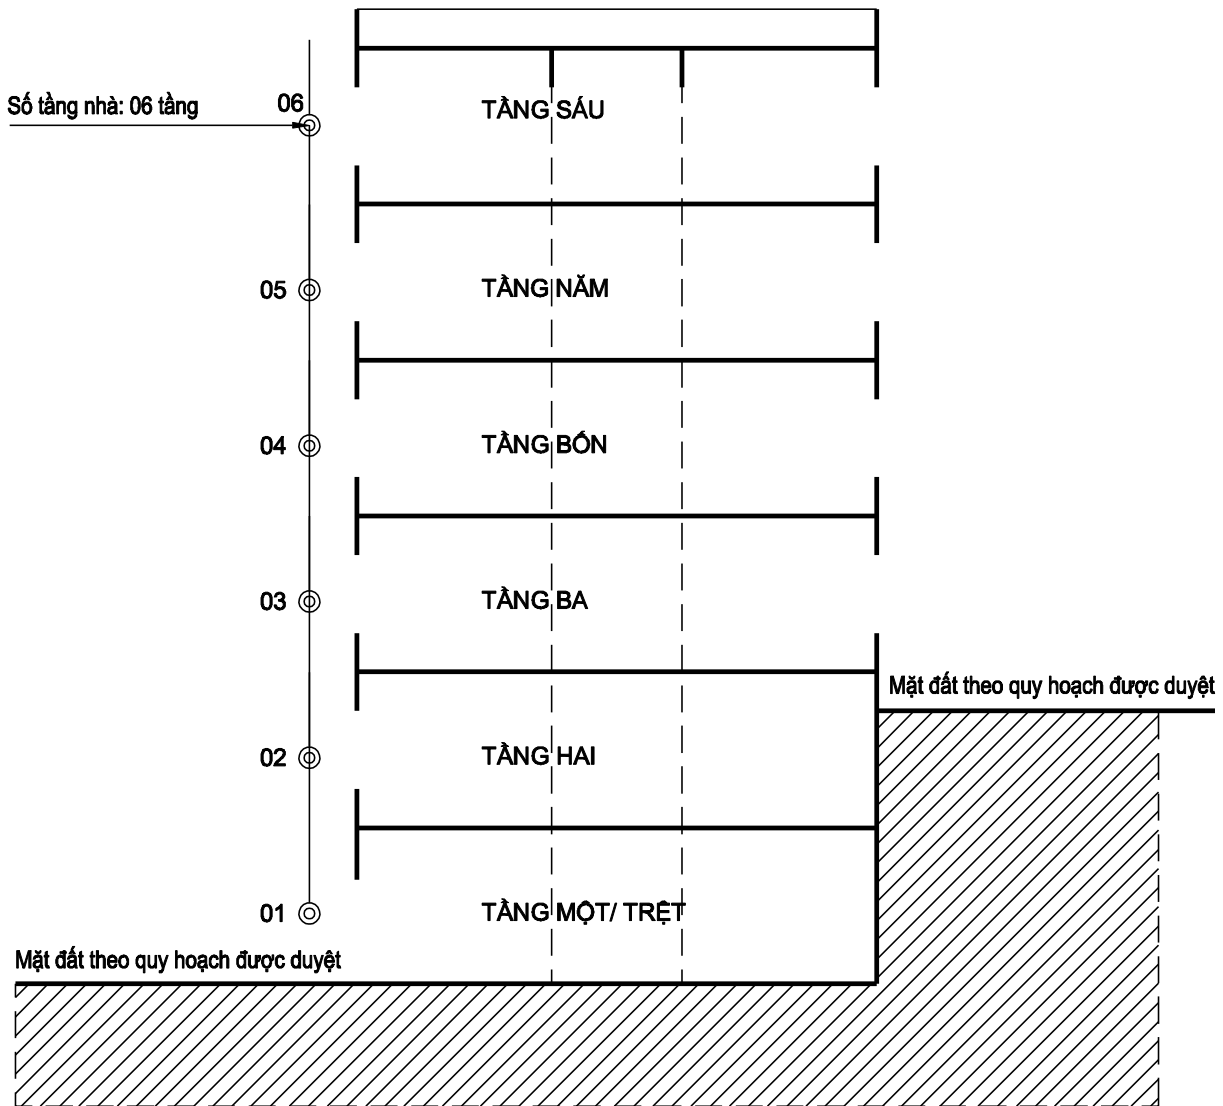 Số tầng nhà: 06 tầng
06
TẦNG SÁU
05
TẦNG NĂM
04
TẦNG BỐN
03
TẦNG BA
Mặt đất theo quy hoạch được duyệt
02
TẦNG HAI
01
TẦNG MỘT/ TRỆT
Mặt đất theo quy hoạch được duyệt